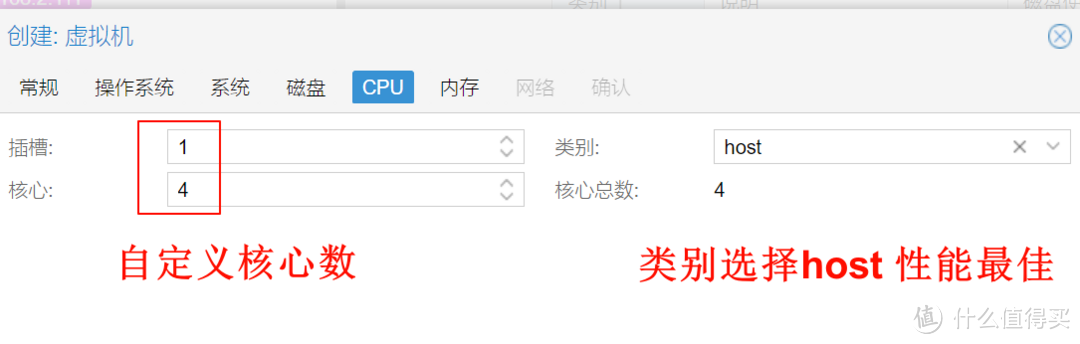 创建: 虚拟机
常规 操作系统 系统 磁盘 CPU 内存 网络 确认
插槽: 1 类别: host
核心: 4 核心总数: 4
自定义核心数 类别选择host 性能最佳
值 什么值得买